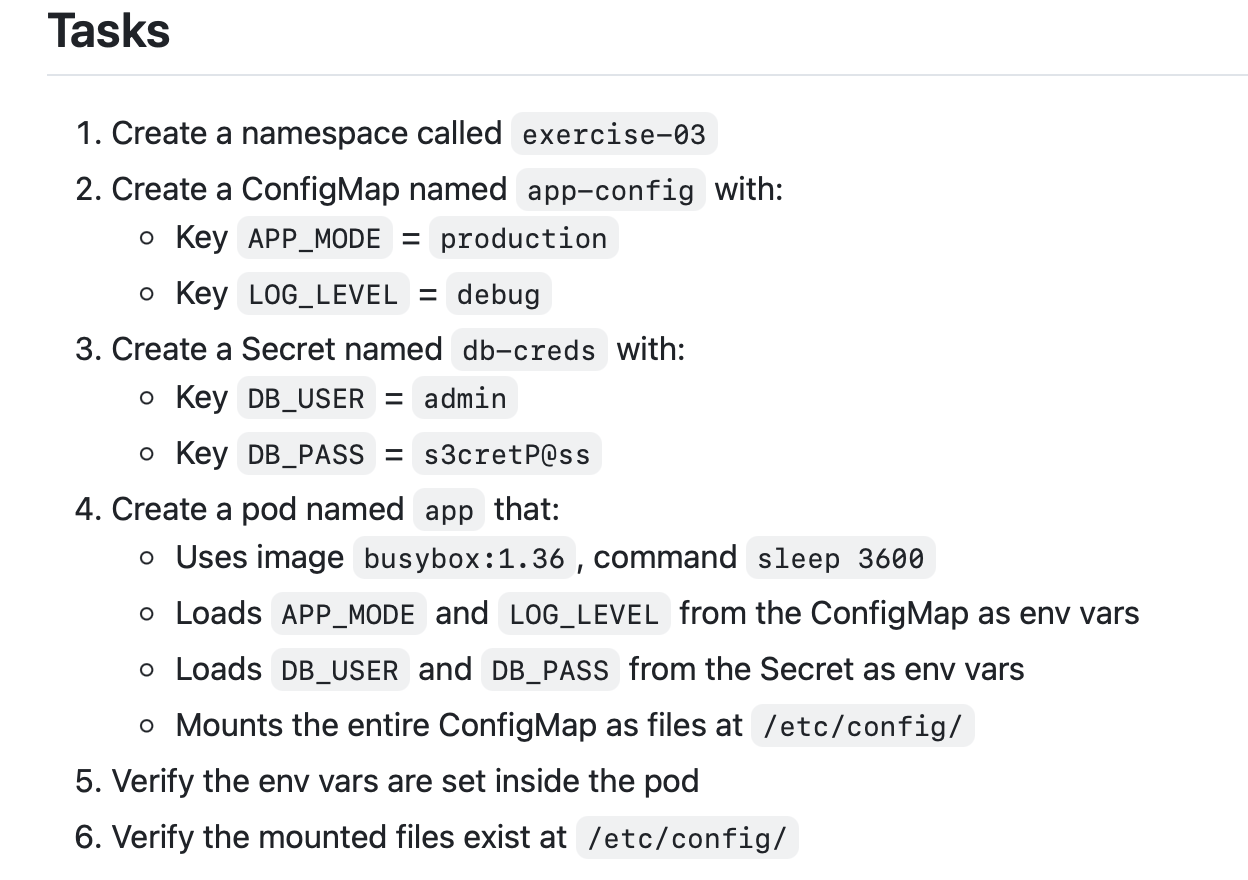 Tasks
1. Create a namespace called exercise-03
2. Create a ConfigMap named app-config with:
○ Key APP_MODE = production
○ Key LOG_LEVEL = debug
3. Create a Secret named db-creds with:
○ Key DB_USER = admin
○ Key DB_PASS = s3cretP@ss
4. Create a pod named app that:
○ Uses image busybox:1.36, command sleep 3600
○ Loads APP_MODE and LOG_LEVEL from the ConfigMap as env vars
○ Loads DB_USER and DB_PASS from the Secret as env vars
○ Mounts the entire ConfigMap as files at /etc/config/
5. Verify the env vars are set inside the pod
6. Verify the mounted files exist at /etc/config/